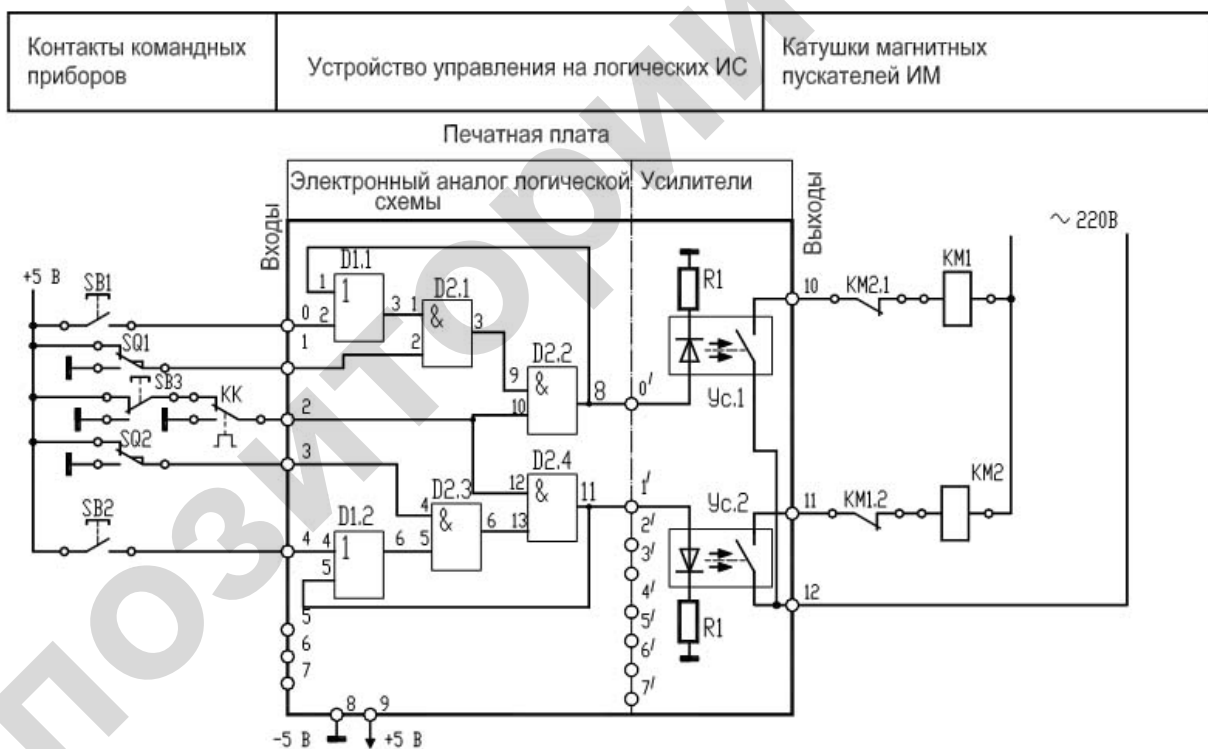 Контакты командных
приборов
Устройство управления на логических ИС
Катушки магнитных
пускателей ИМ
Печатная плата
Электронный аналог логической
схемы
Усилители
Входы
Выходы
~ 220В
+5 В
SB1
D1.1
1
1
2
3
0
1
D2.1
&
1
2
3
R1
10
KM2.1
KM1
SQ1
D2.2
&
9
10
8
0'
Ус.1
SB3
KK
2
SQ2
3
D2.4
&
12
13
11
1'
D2.3
&
4
5
6
Ус.2
11
KM1.2
KM2
SB2
D1.2
1
4
4
5
6
2'
3'
4'
5'
6'
7'
R1
12
5
6
7
8
9
-5 В
+5 В
позиторий